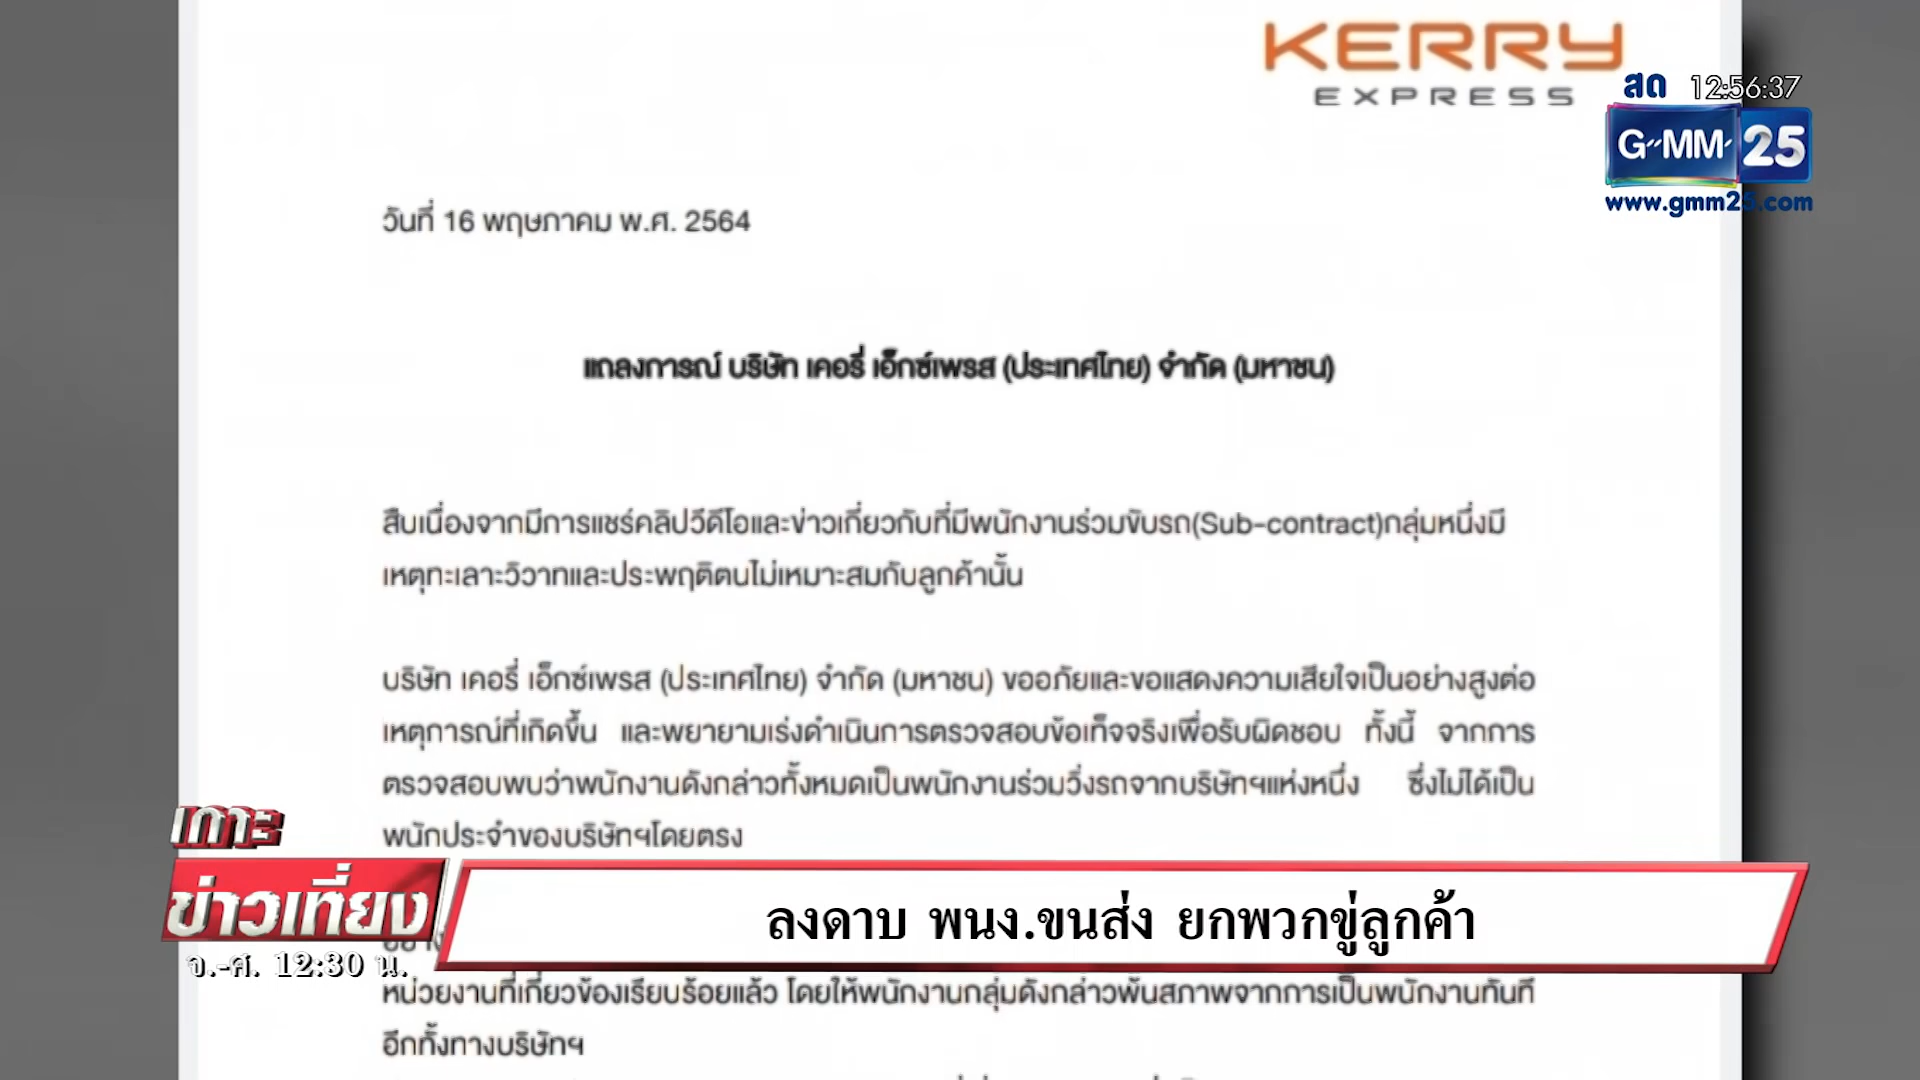 KERRY
EXPRESS
สด 12:56:37
GMM 25
www.gmm25.com
วันที่ 16 พฤษภาคม พ.ศ. 2564
แถลงการณ์ บริษัท เคอรี่ เอ็กซ์เพรส (ประเทศไทย) จำกัด (มหาชน)
สืบเนื่องจากมีการแชร์คลิปวีดีโอและข่าวเกี่ยวกับที่มีพนักงานร่วมขับรถ(Sub-contract)กลุ่มหนึ่งมี
เหตุทะเลาะวิวาทและประพฤติตนไม่เหมาะสมกับลูกค้านั้น
บริษัท เคอรี่ เอ็กซ์เพรส (ประเทศไทย) จำกัด (มหาชน) ขออภัยและขอแสดงความเสียใจเป็นอย่างสูงต่อ
เหตุการณ์ที่เกิดขึ้น และพยายามเร่งดำเนินการตรวจสอบข้อเท็จจริงเพื่อรับผิดชอบ ทั้งนี้ จากการ
ตรวจสอบพบว่าพนักงานดังกล่าวทั้งหมดเป็นพนักงานร่วมวิ่งรถจากบริษัทฯแห่งหนึ่ง ซึ่งไม่ได้เป็น
พนักประจำของบริษัทฯโดยตรง
เกาะ
ข่าวเที่ยง
จ.-ศ. 12:30 น.
ลงดาบ พนง.ขนส่ง ยกพวกขู่ลูกค้า
หน่วยงานที่เกี่ยวข้องเรียบร้อยแล้ว โดยให้พนักงานกลุ่มดังกล่าวพ้นสภาพจากการเป็นพนักงานทันที
อีกทั้งทางบริษัทฯ